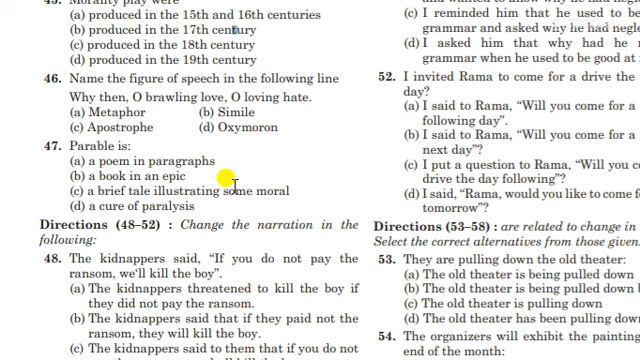 45. Morality play were
(a) produced in the 15th and 16th centuries
(b) produced in the 17th century
(c) produced in the 18th century
(d) produced in the 19th century
46. Name the figure of speech in the following line
Why then, O brawling love, O loving hate.
(a) Metaphor (b) Simile
(c) Apostrophe (d) Oxymoron
47. Parable is:
(a) a poem in paragraphs
(b) a book in an epic
(c) a brief tale illustrating some moral
(d) a cure of paralysis
Directions (48–52) : Change the narration in the
following:
48. The kidnappers said, “If you do not pay the
ransom, we'll kill the boy”.
(a) The kidnappers threatened to kill the boy if
they did not pay the ransom.
(b) The kidnappers said that if they paid not the
ransom, they will kill the boy.
(c) The kidnappers said to them that if you do not
(c) I reminded him that he used to be
grammar and asked why he had
(d) I asked him that why had he
grammar when he used to be good at
52. I invited Rama to come for a drive the
day?
(a) I said to Rama, “Will you come for a
following day”.
(b) I said to Rama, “Will you come for a
next day”?
(c) I put a question to Rama, “Will you
drive the day following”?
(d) I said, “Rama, would you like to come
tomorrow”?
Directions (53–58) : are related to change in
Select the correct alternatives from those given.
53. They are pulling down the old theater:
(a) The old theater is being pulled down
(b) The old theater is being pulled down
(c) The old theater is pulling down
(d) The old theater has been pulling down
54. The organizers will exhibit the
end of the month: